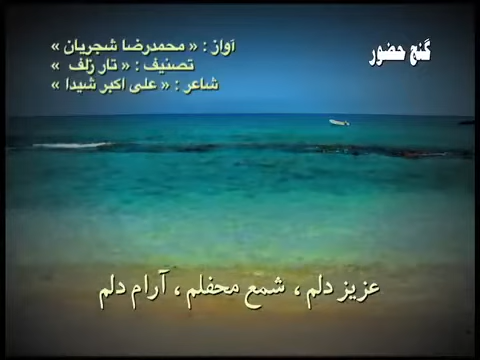 گنج حضور
آواز : « محمدرضا شجریان »
تصنیف : « تار زلف »
شاعر : « علی اکبر شیدا »
عزیز دلم ، شمع محفلم ، آرام دلم